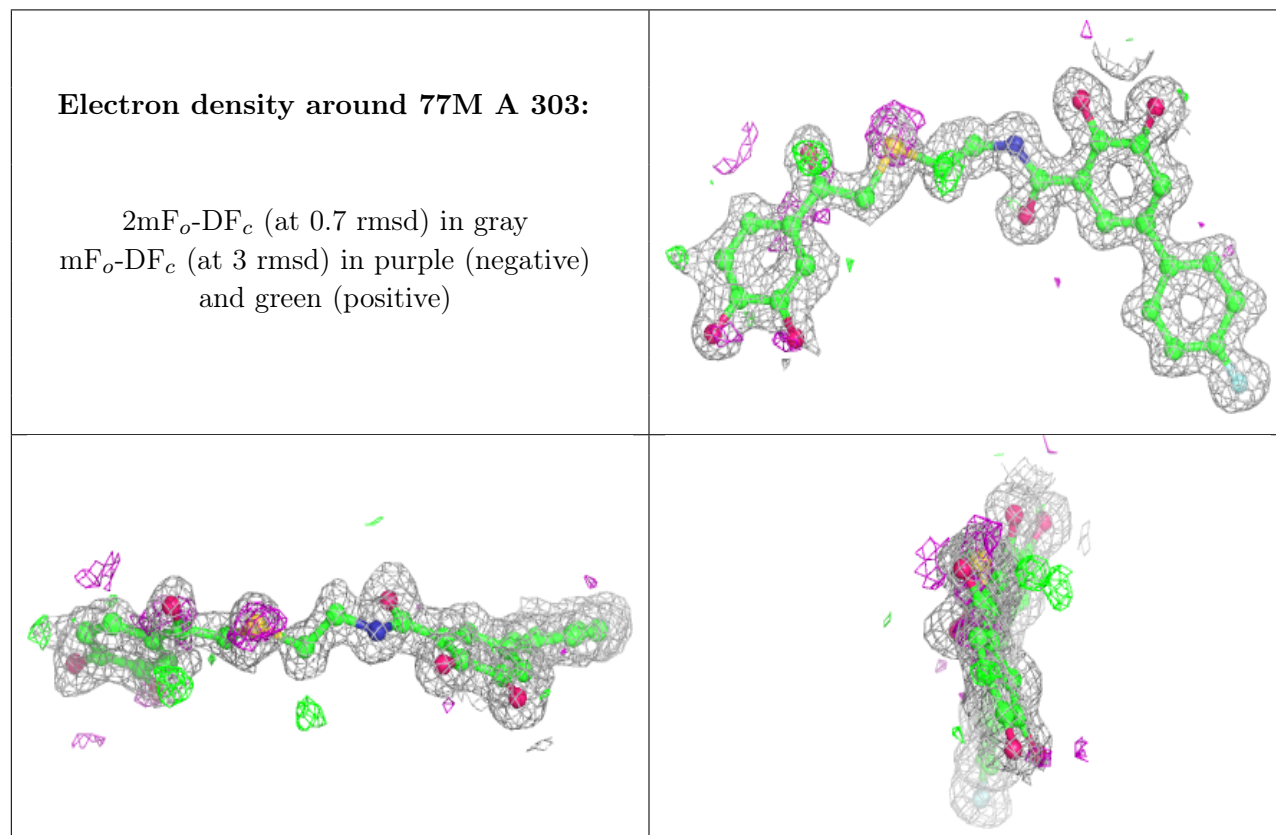 Electron density around 77M A 303:
2mFₒ-DF𝒸 (at 0.7 rmsd) in gray
mFₒ-DF𝒸 (at 3 rmsd) in purple (negative)
and green (positive)